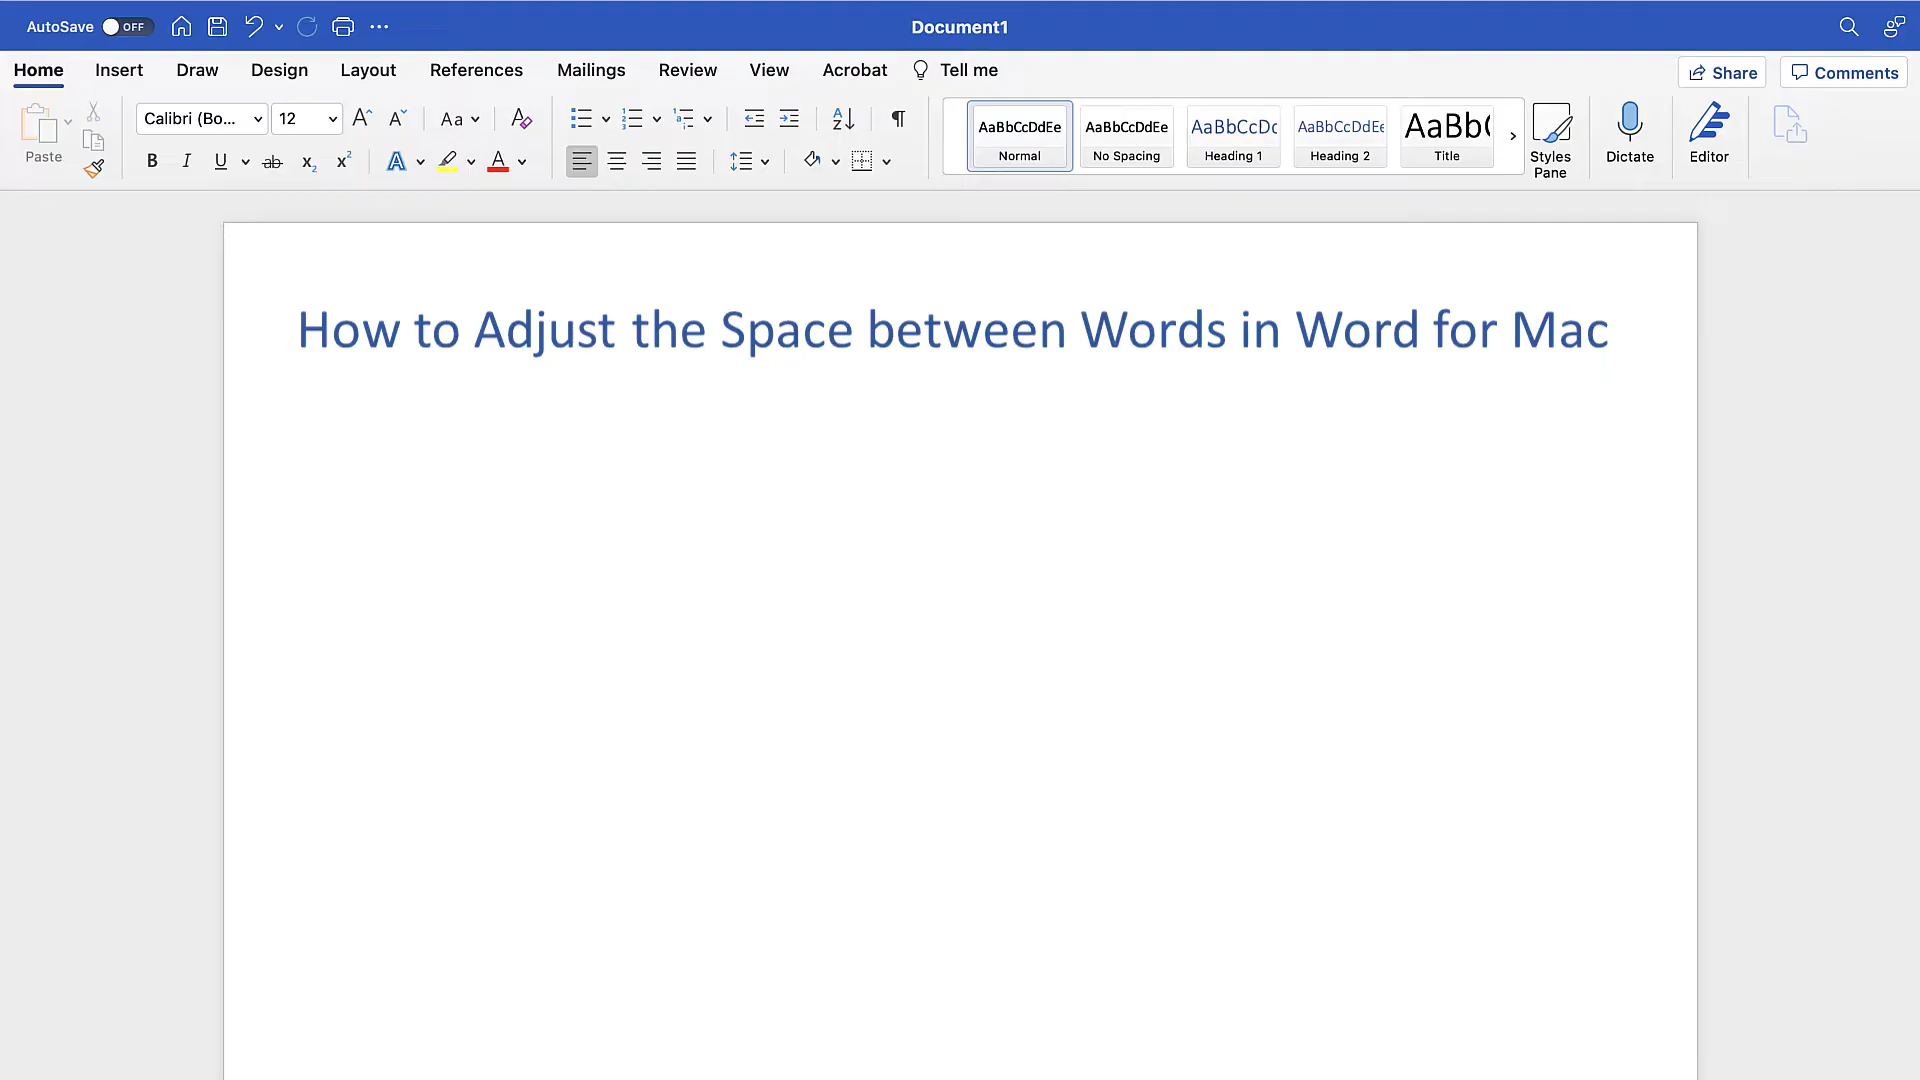 AutoSave OFF Document1
Home Insert Draw Design Layout References Mailings Review View Acrobat Tell me Share Comments
Paste Calibri (Bo... 12 Aa
AaBbCcDdEe AaBbCcDdEe AaBbCcDc AaBbCcDdEe AaBb(
Normal No Spacing Heading 1 Heading 2 Title
Styles Pane Dictate Editor
How to Adjust the Space between Words in Word for Mac